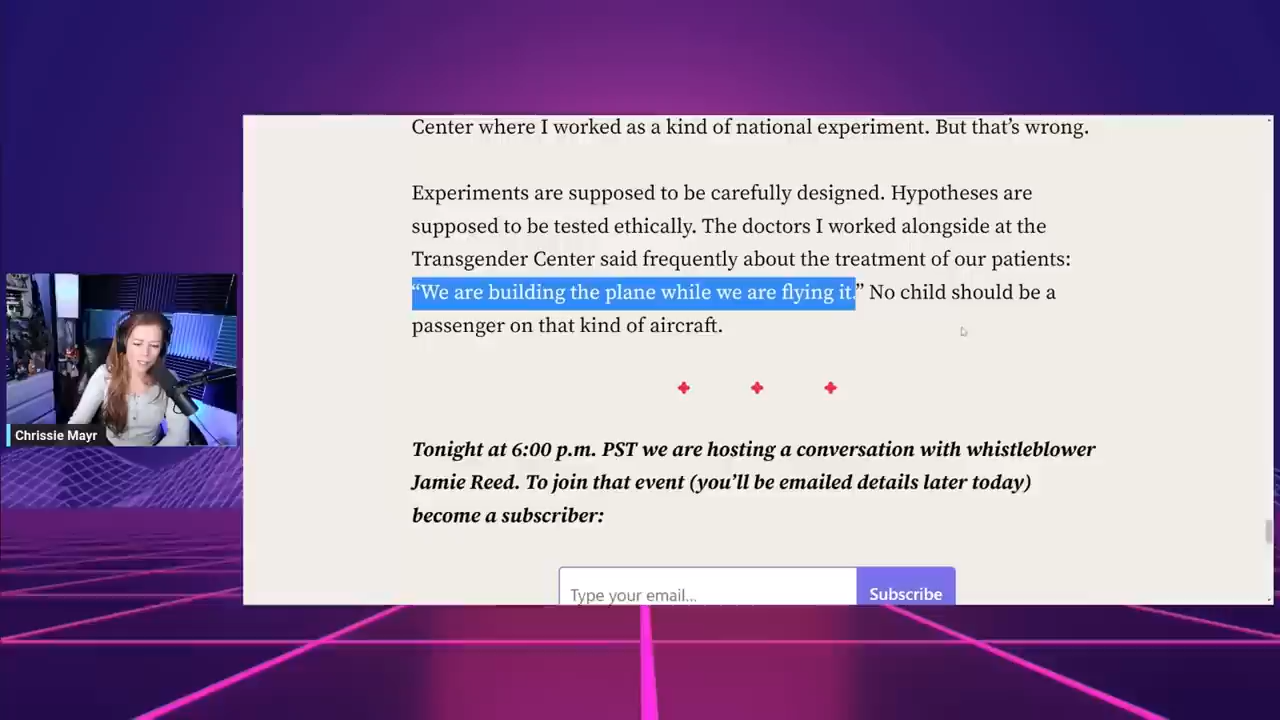 Center where I worked as a kind of national experiment. But that’s wrong.
Experiments are supposed to be carefully designed. Hypotheses are
supposed to be tested ethically. The doctors I worked alongside at the
Transgender Center said frequently about the treatment of our patients:
“We are building the plane while we are flying it.” No child should be a
passenger on that kind of aircraft.
Tonight at 6:00 p.m. PST we are hosting a conversation with whistleblower
Jamie Reed. To join that event (you’ll be emailed details later today)
become a subscriber:
Type your email...
Subscribe
Chrissie Mayr